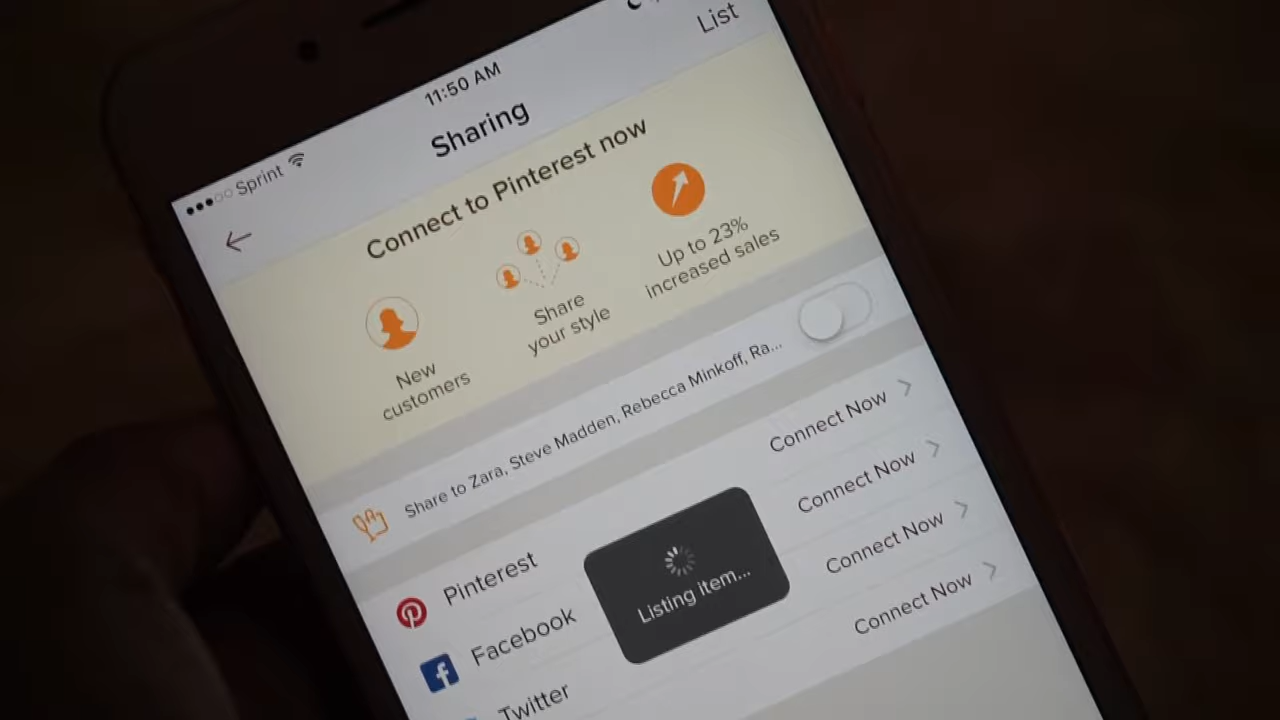 Sprint
11:50 AM
List
Sharing
Connect to Pinterest now
New
customers
Share
your style
Up to 23%
increased sales
Share to Zara, Steve Madden, Rebecca Minkoff, Ra...
Pinterest
Connect Now
Facebook
Connect Now
Twitter
Connect Now
Connect Now
Listing item...